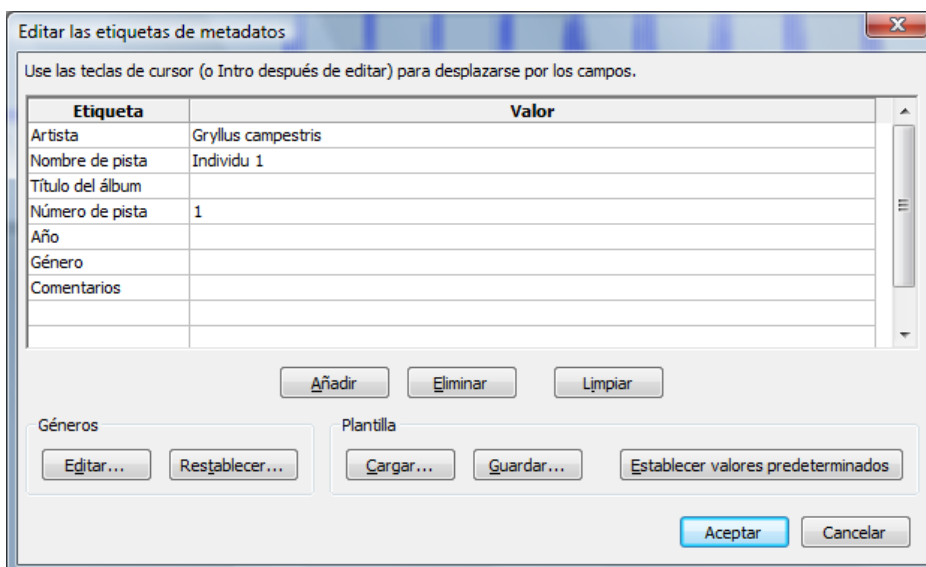 Editar las etiquetas de metadatos
Use las teclas de cursor (o Intro después de editar) para desplazarse por los campos.
Etiqueta Valor
Artista Gryllus campestris
Nombre de pista Individu 1
Título del álbum
Número de pista 1
Año
Género
Comentarios
Añadir Eliminar Limpiar
Géneros Plantilla
Editar... Restablecer... Cargar... Guardar... Establecer valores predeterminados
Aceptar Cancelar